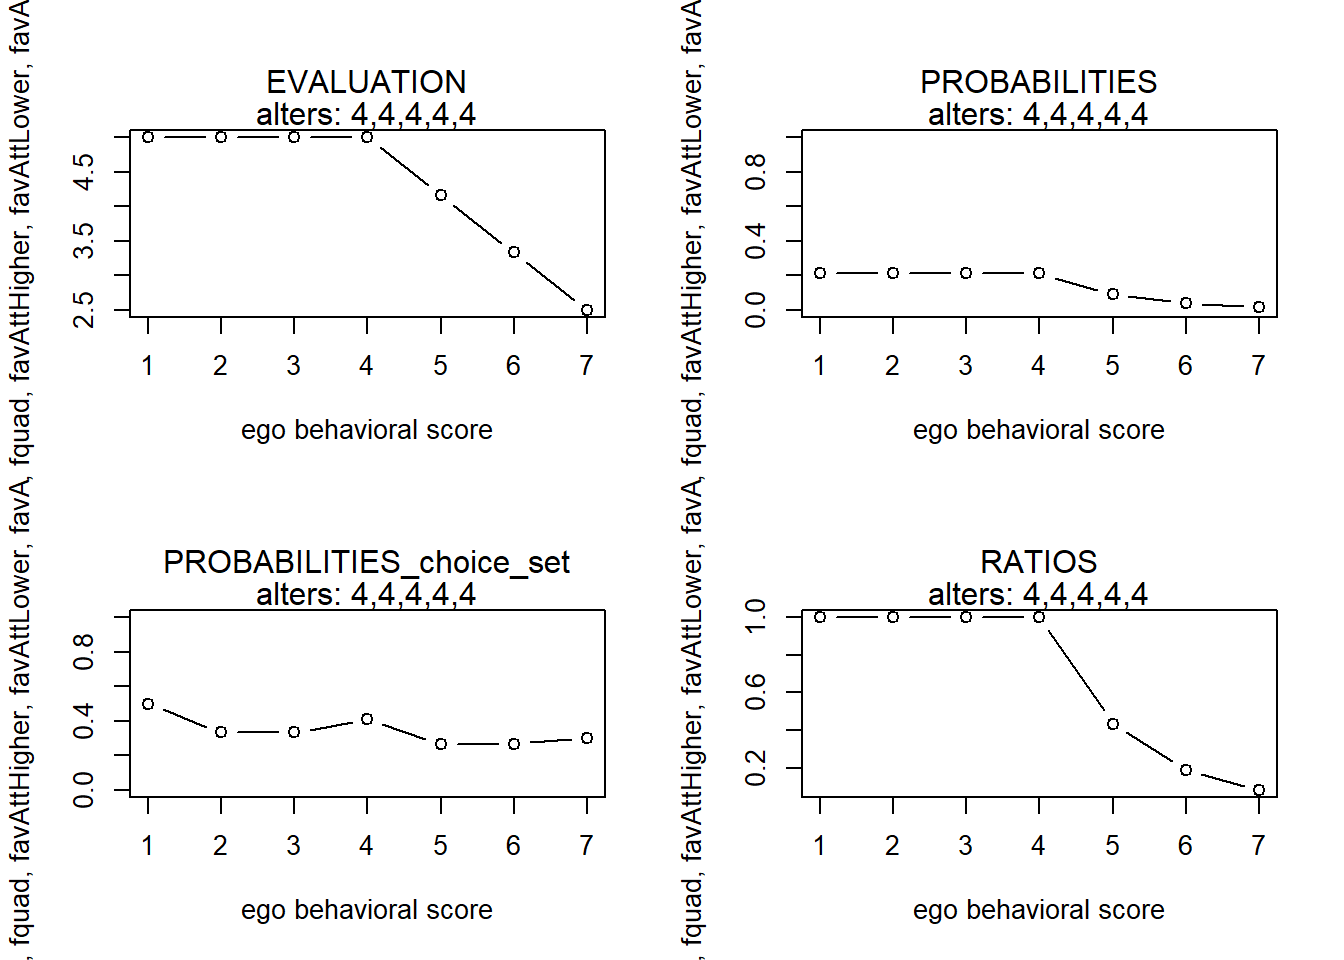 EVALUATION
alters: 4,4,4,4,4
4.5
3.5
2.5
1 2 3 4 5 6 7
ego behavioral score
PROBABILITIES
alters: 4,4,4,4,4
0.8
0.4
0.0
1 2 3 4 5 6 7
ego behavioral score
PROBABILITIES_choice_set
alters: 4,4,4,4,4
0.8
0.4
0.0
1 2 3 4 5 6 7
ego behavioral score
RATIOS
alters: 4,4,4,4,4
1.0
0.6
0.2
1 2 3 4 5 6 7
ego behavioral score
, fquad, favAttHigher, favAttLower, favA, fquad, favAttHigher, favAttLower, favA
, fquad, favAttHigher, favAttLower, favA, fquad, favAttHigher, favAttLower, favA